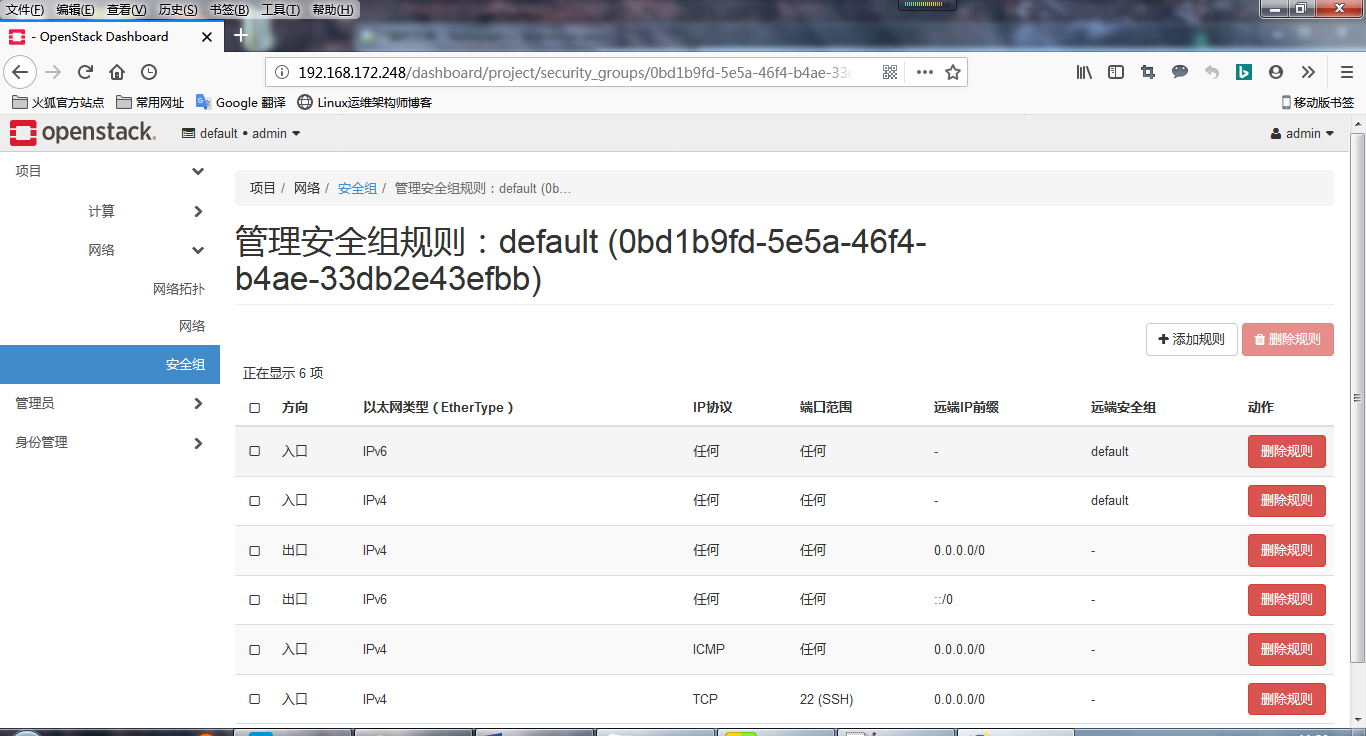 文件(F) 编辑(E) 查看(V) 历史(S) 书签(B) 工具(T) 帮助(H)
- OpenStack Dashboard
192.168.172.248/dashboard/project/security_groups/0bd1b9fd-5e5a-46f4-b4ae-33
火狐官方站点 常用网址 Google 翻译 Linux运维架构师博客 移动版书签
openstack. default • admin admin
项目
计算
网络
网络拓扑
网络
安全组
管理员
身份管理
项目 / 网络 / 安全组 / 管理安全组规则：default (0b...
管理安全组规则：default (0bd1b9fd-5e5a-46f4-
b4ae-33db2e43efbb)
添加规则 删除规则
正在显示 6 项
方向 以太网类型（EtherType） IP协议 端口范围 远端IP前缀 远端安全组 动作
入口 IPv6 任何 任何 - default 删除规则
入口 IPv4 任何 任何 - default 删除规则
出口 IPv4 任何 任何 0.0.0.0/0 - 删除规则
出口 IPv6 任何 任何 ::/0 - 删除规则
入口 IPv4 ICMP 任何 0.0.0.0/0 - 删除规则
入口 IPv4 TCP 22 (SSH) 0.0.0.0/0 - 删除规则